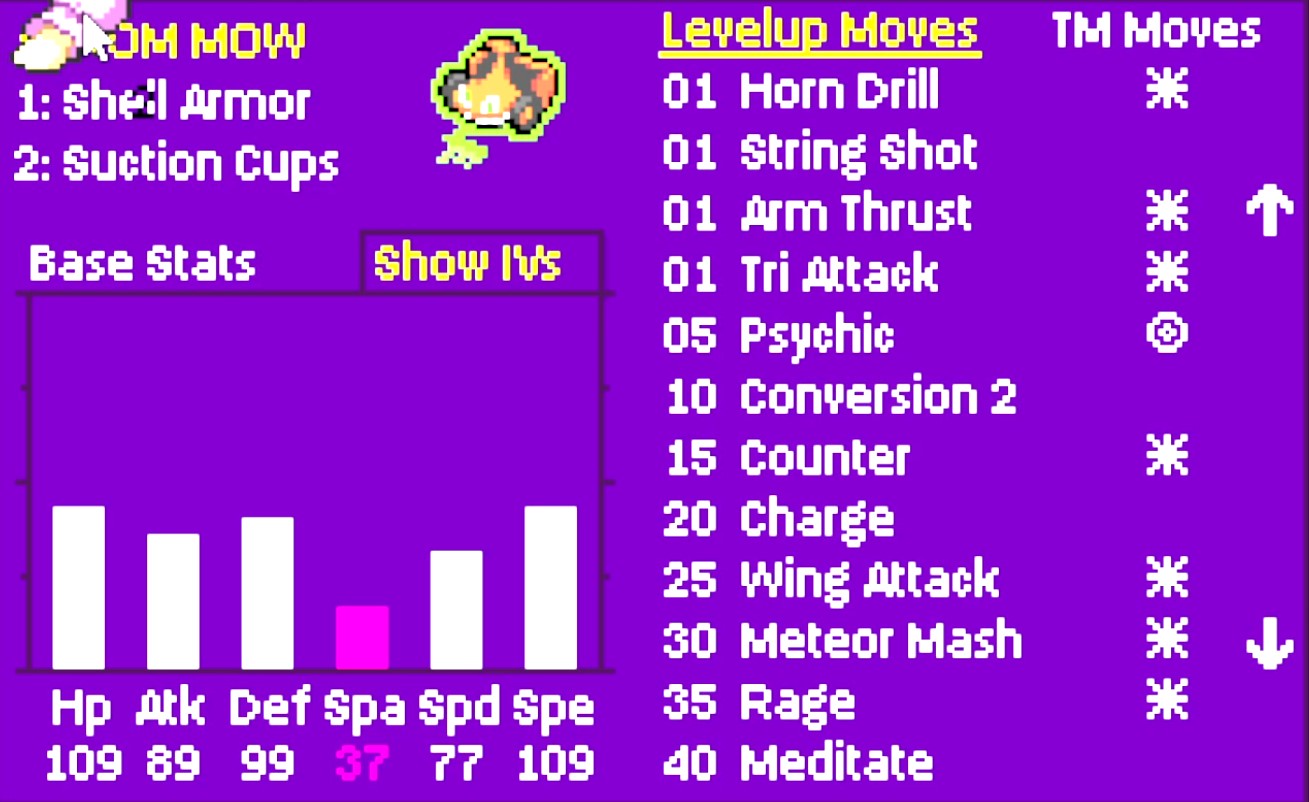 OM MOW
1: Shell Armor
2: Suction Cups
Base Stats
Show IVs
Hp Atk Def Spa Spd Spe
109 89 99 37 77 109
Levelup Moves
TM Moves
01 Horn Drill
01 String Shot
01 Arm Thrust
01 Tri Attack
05 Psychic
10 Conversion 2
15 Counter
20 Charge
25 Wing Attack
30 Meteor Mash
35 Rage
40 Meditate